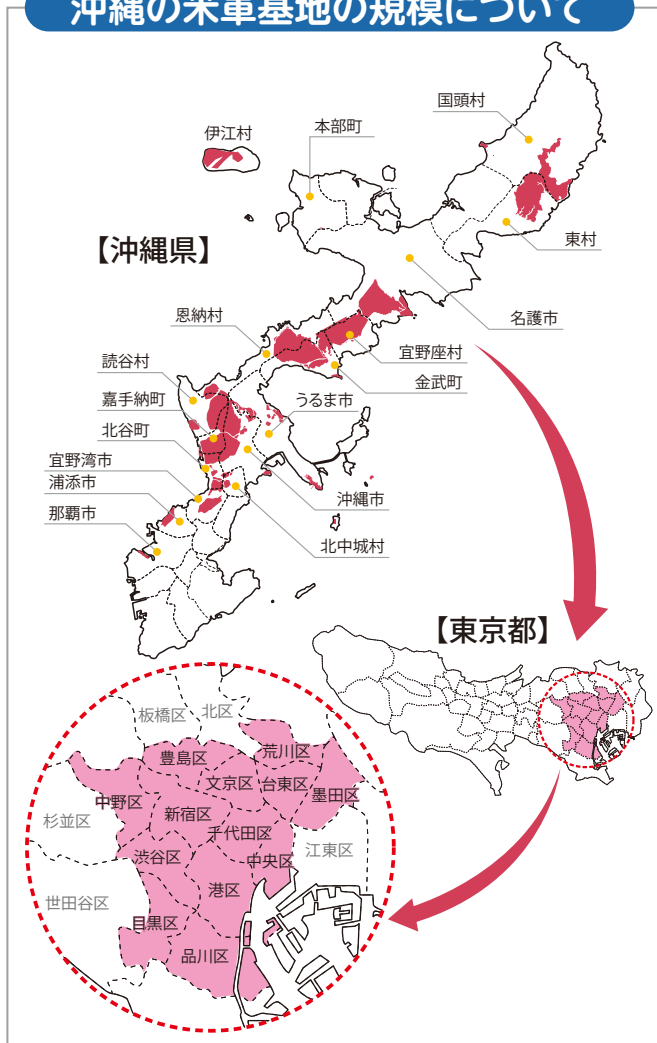 沖縄の米軍基地の規模について
国頭村
本部町
伊江村
【沖縄県】
東村
名護市
恩納村
宜野座村
読谷村
金武町
嘉手納町
うるま市
北谷町
宜野湾市
浦添市
沖縄市
那覇市
北中城村
【東京都】
北区
板橋区
荒川区
豊島区
文京区
台東区
中野区
墨田区
新宿区
杉並区
千代田区
江東区
渋谷区
中央区
港区
世田谷区
目黒区
品川区